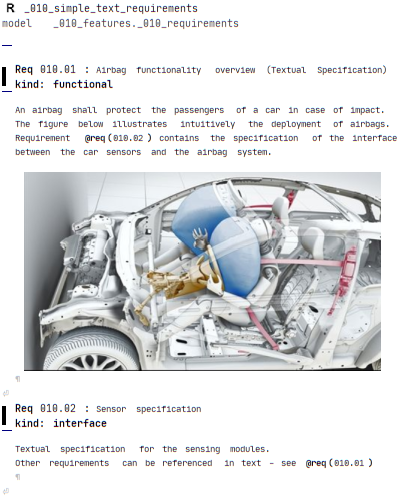 R _010_simple_text_requirements
model _010_features._010_requirements
Req 010.01 : Airbag functionality overview (Textual Specification)
kind: functional
An airbag shall protect the passengers of a car in case of impact.
The figure below illustrates intuitively the deployment of airbags.
Requirement @req(010.02) contains the specification of the interface
between the car sensors and the airbag system.
¶
Req 010.02 : Sensor specification
kind: interface
Textual specification for the sensing modules.
Other requirements can be referenced in text - see @req(010.01)
¶